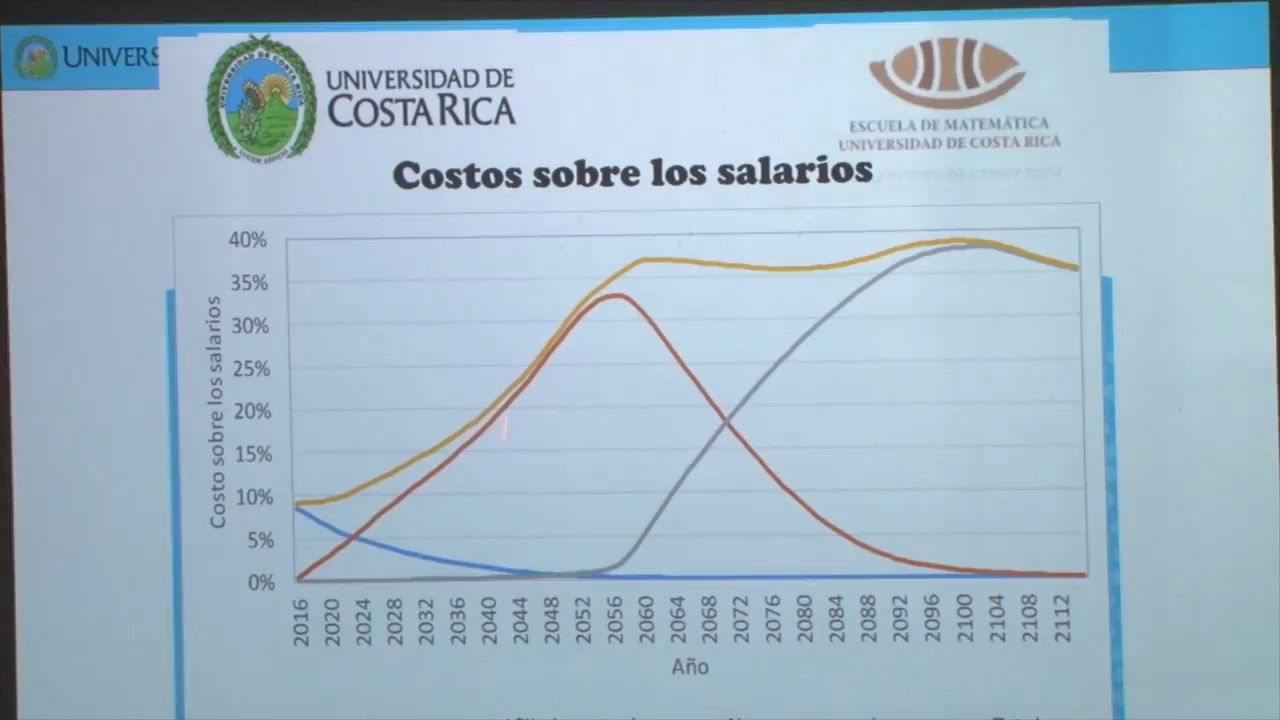 UNIVERS
UNIVERSIDAD DE
COSTA RICA
ESCUELA DE MATEMÁTICA
UNIVERSIDAD DE COSTA RICA
Costos sobre los salarios
Costo sobre los salarios
40%
35%
30%
25%
20%
15%
10%
5%
0%
2016 2020 2024 2028 2032 2036 2040 2044 2048 2052 2056 2060 2064 2068 2072 2076 2080 2084 2088 2092 2096 2100 2104 2108 2112
Año